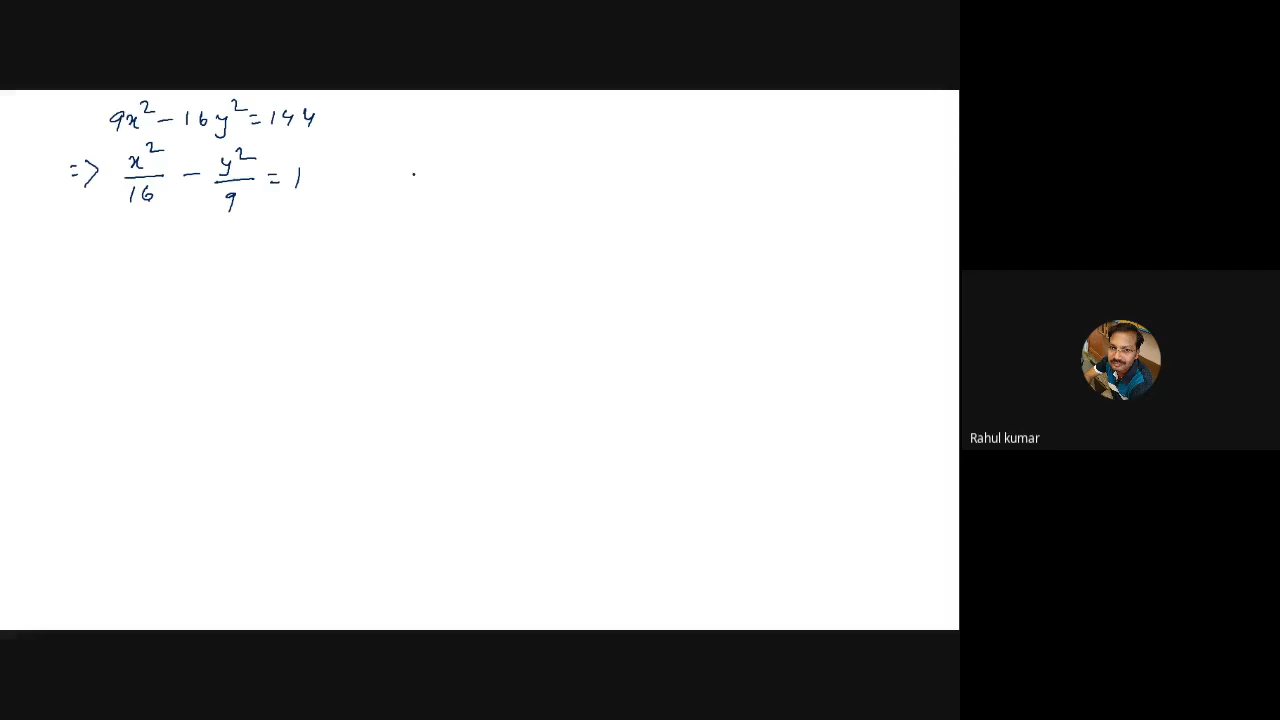 9x² - 16y² = 144
=> x²/16 - y²/9 = 1
Rahul kumar